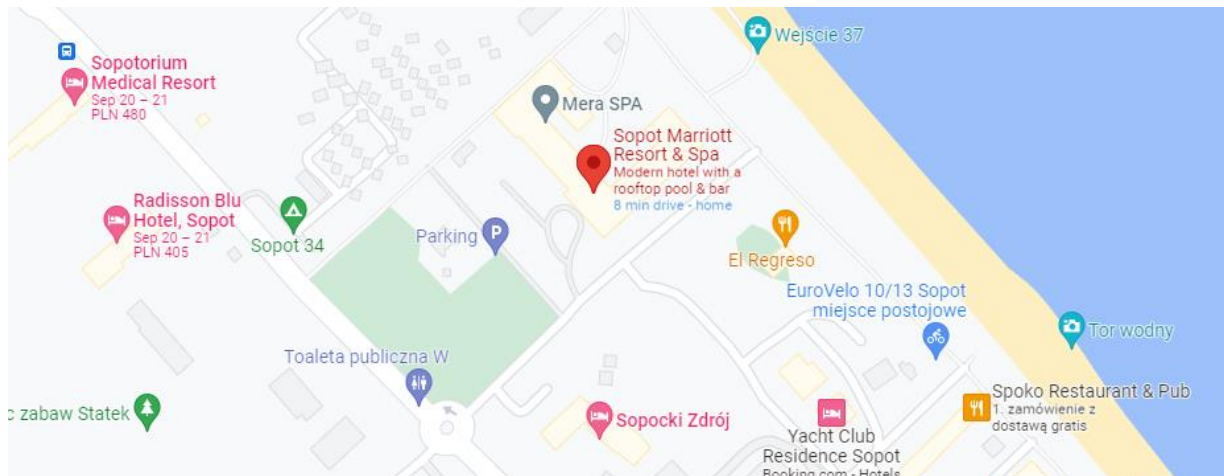 Wejście 37
Sopotorium
Medical Resort
Sep 20 – 21
PLN 480
Mera SPA
Sopot Marriott
Resort & Spa
Modern hotel with a
rooftop pool & bar
8 min drive - home
Radisson Blu
Hotel, Sopot
Sep 20 – 21
PLN 405
Sopot 34
Parking
P
El Regreso
EuroVelo 10/13 Sopot
miejsce postojowe
Tor wodny
Toaleta publiczna W
c zabaw Statek
Sopocki Zdrój
Spoko Restaurant & Pub
1. zamówienie z
dostawą gratis
Yacht Club
Residence Sopot
Booking.com - Hotels